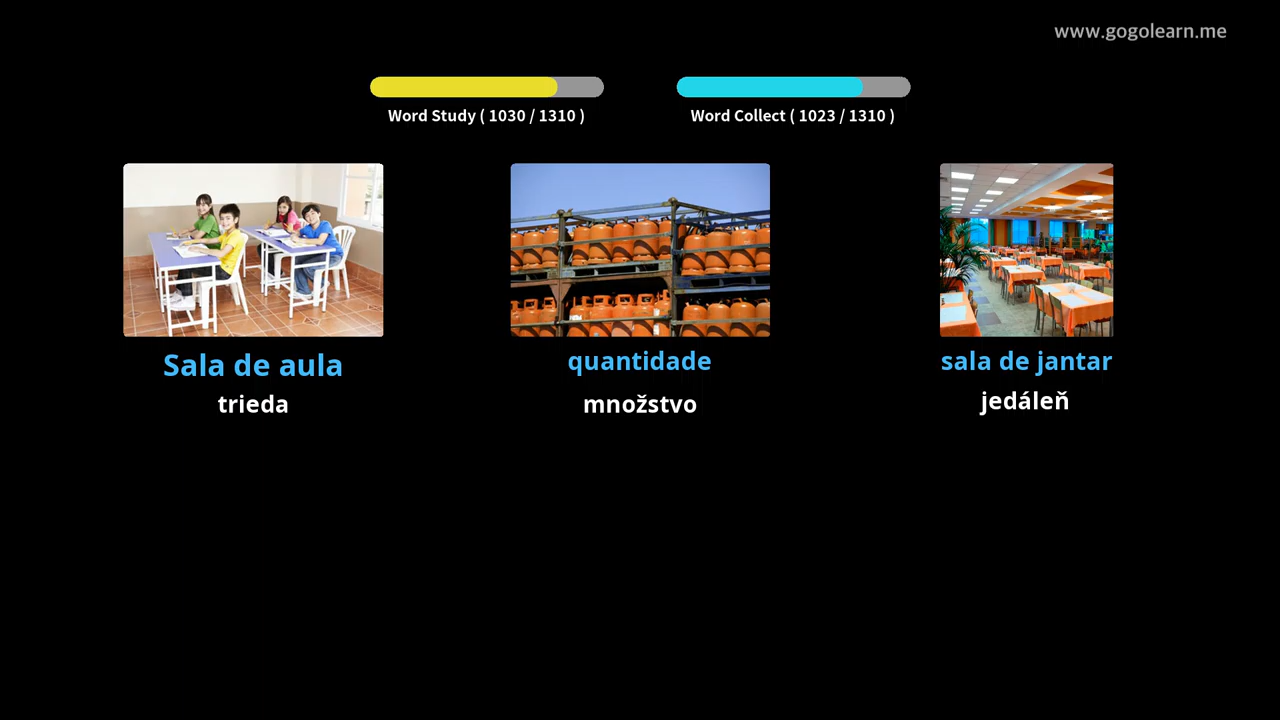 www.gogolearn.me
Word Study ( 1030 / 1310 )
Word Collect ( 1023 / 1310 )
Sala de aula
quantidade
sala de jantar
trieda
množstvo
jedáleň